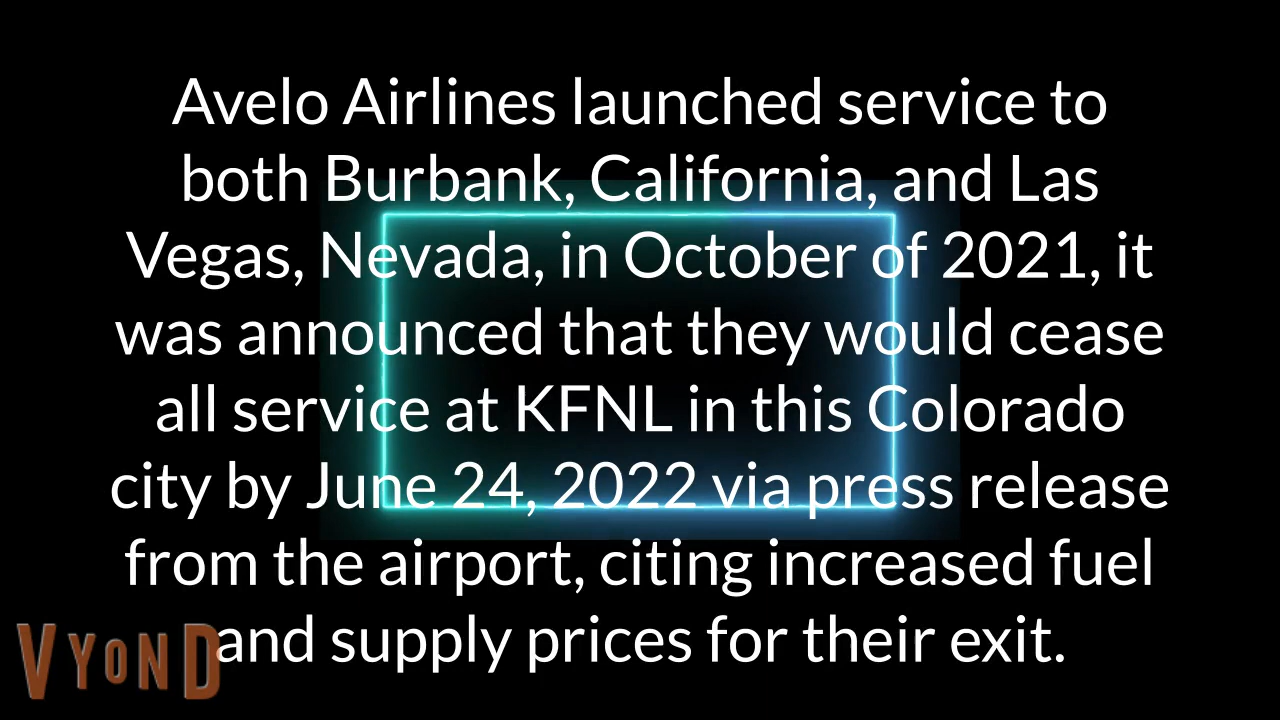 Avelo Airlines launched service to
both Burbank, California, and Las
Vegas, Nevada, in October of 2021, it
was announced that they would cease
all service at KFNL in this Colorado
city by June 24, 2022 via press release
from the airport, citing increased fuel
and supply prices for their exit.
VYOND